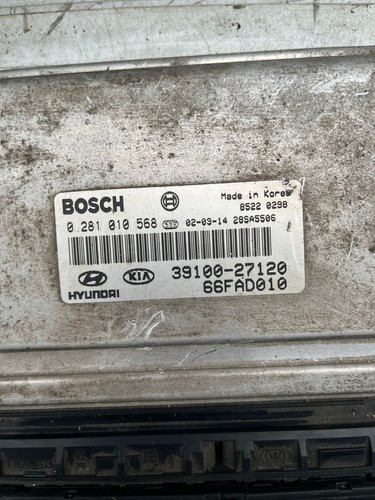 BOSCH
Made in Korea
8522 0298
0 281 010 568
02-03-14 28SA5506
HYUNDAI
KIA
39100-27120
66FAD010